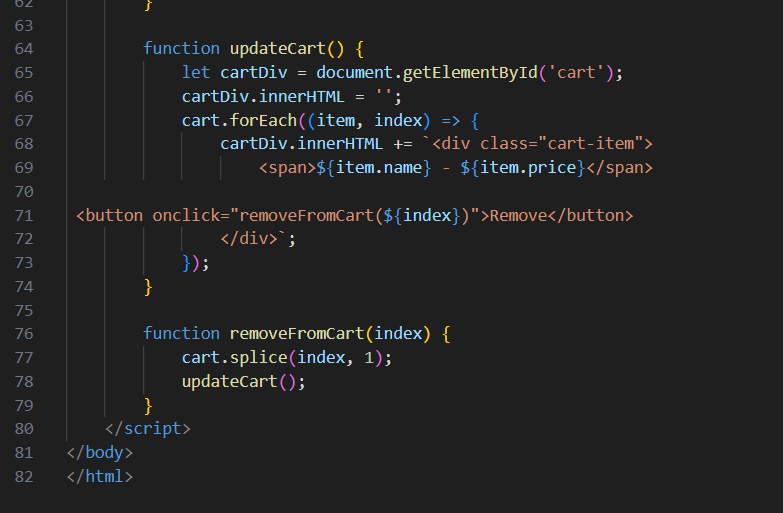 62 }
63
64 function updateCart() {
65 let cartDiv = document.getElementById('cart');
66 cartDiv.innerHTML = '';
67 cart.forEach((item, index) => {
68 cartDiv.innerHTML += `<div class="cart-item">
69 <span>${item.name} - ${item.price}</span>
70
71 <button onclick="removeFromCart(${index})">Remove</button>
72 </div>`;
73 });
74 }
75
76 function removeFromCart(index) {
77 cart.splice(index, 1);
78 updateCart();
79 }
80 </script>
81 </body>
82 </html>